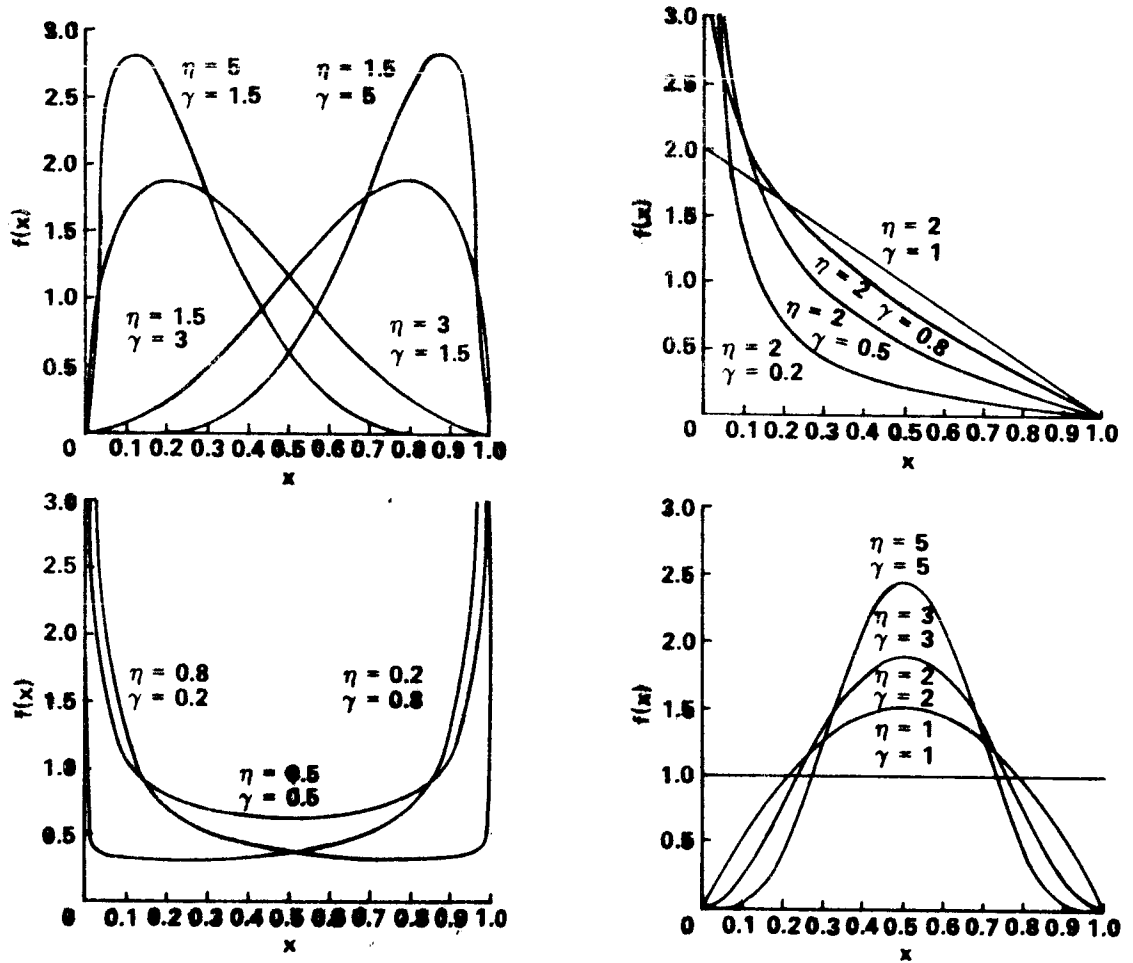 3.0
2.5
2.0
1.5
1.0
0.5
0
f(x)
η = 5
γ = 1.5
η = 1.5
γ = 5
η = 1.5
γ = 3
η = 3
γ = 1.5
0.1 0.2 0.3 0.4 0.5 0.6 0.7 0.8 0.9 1.0
x
3.0
2.5
2.0
1.5
1.0
0.5
0
f(x)
η = 2
γ = 1
η = 2
γ = 0.8
η = 2
γ = 0.5
η = 2
γ = 0.2
0.1 0.2 0.3 0.4 0.5 0.6 0.7 0.8 0.9 1.0
x
3.0
2.5
2.0
1.5
1.0
0.5
0
f(x)
η = 0.8
γ = 0.2
η = 0.2
γ = 0.8
η = 0.5
γ = 0.5
0.1 0.2 0.3 0.4 0.5 0.6 0.7 0.8 0.9 1.0
x
3.0
2.5
2.0
1.5
1.0
0.5
0
f(x)
η = 5
γ = 5
η = 3
γ = 3
η = 2
γ = 2
η = 1
γ = 1
0.1 0.2 0.3 0.4 0.5 0.6 0.7 0.8 0.9 1.0
x